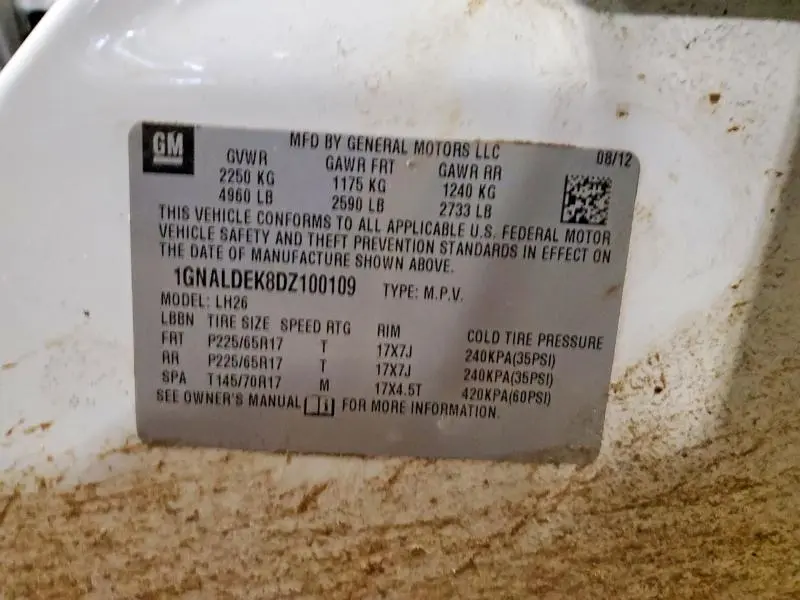 GM
MFD BY GENERAL MOTORS LLC 08/12
GVWR GAWR FRT GAWR RR
2250 KG 1175 KG 1240 KG
4960 LB 2590 LB 2733 LB
THIS VEHICLE CONFORMS TO ALL APPLICABLE U.S. FEDERAL MOTOR
VEHICLE SAFETY AND THEFT PREVENTION STANDARDS IN EFFECT ON
THE DATE OF MANUFACTURE SHOWN ABOVE.
1GNALDEK8DZ100109 TYPE: M.P.V.
MODEL: LH26
LBBN TIRE SIZE SPEED RTG RIM COLD TIRE PRESSURE
FRT P225/65R17 T 17X7J 240KPA(35PSI)
RR P225/65R17 T 17X7J 240KPA(35PSI)
SPA T145/70R17 M 17X4.5T 420KPA(60PSI)
SEE OWNER'S MANUAL FOR MORE INFORMATION.